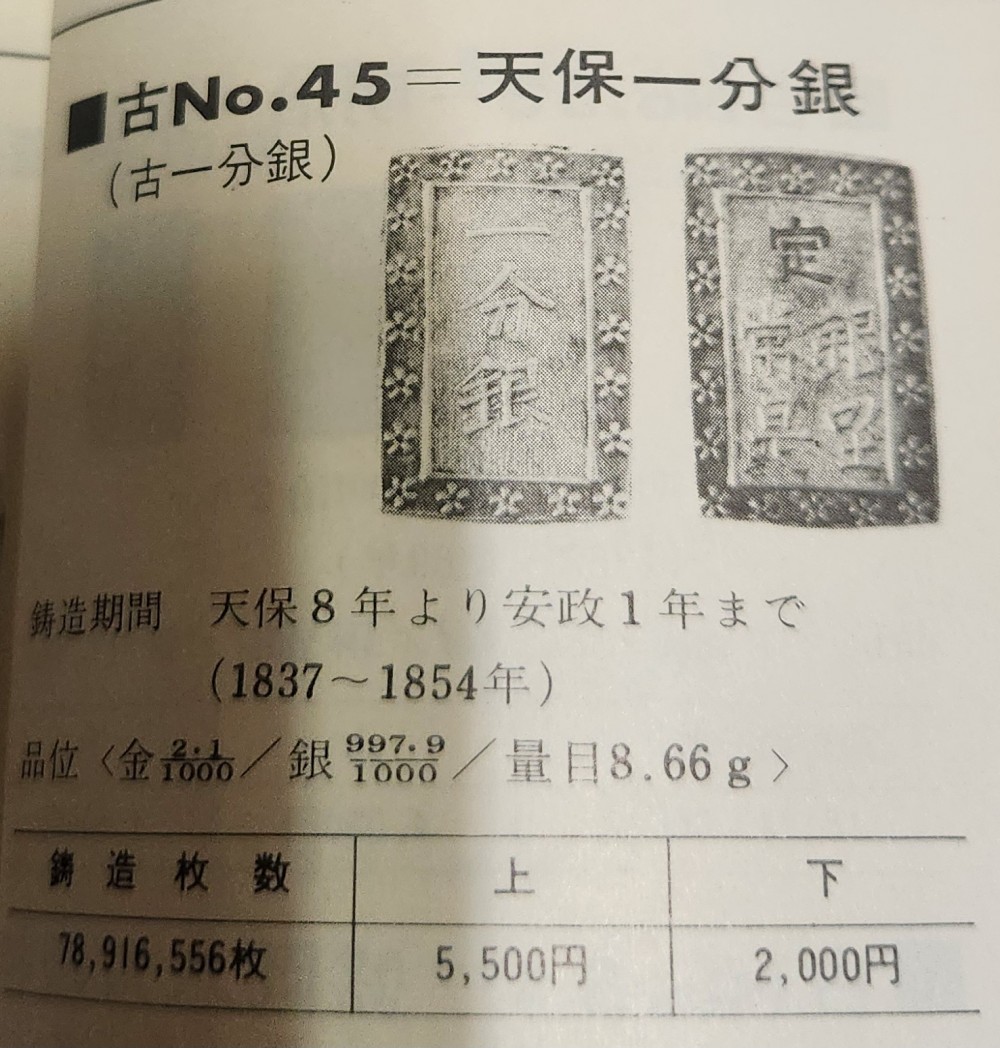 ■古No.45＝天保一分銀
(古一分銀)
一分銀
定
銀座
常是
鋳造期間 天保8年より安政1年まで
(1837～1854年)
品位〈金2.1/1000／銀997.9/1000／量目8.66g〉
鋳造枚数 上 下
78,916,556枚 5,500円 2,000円